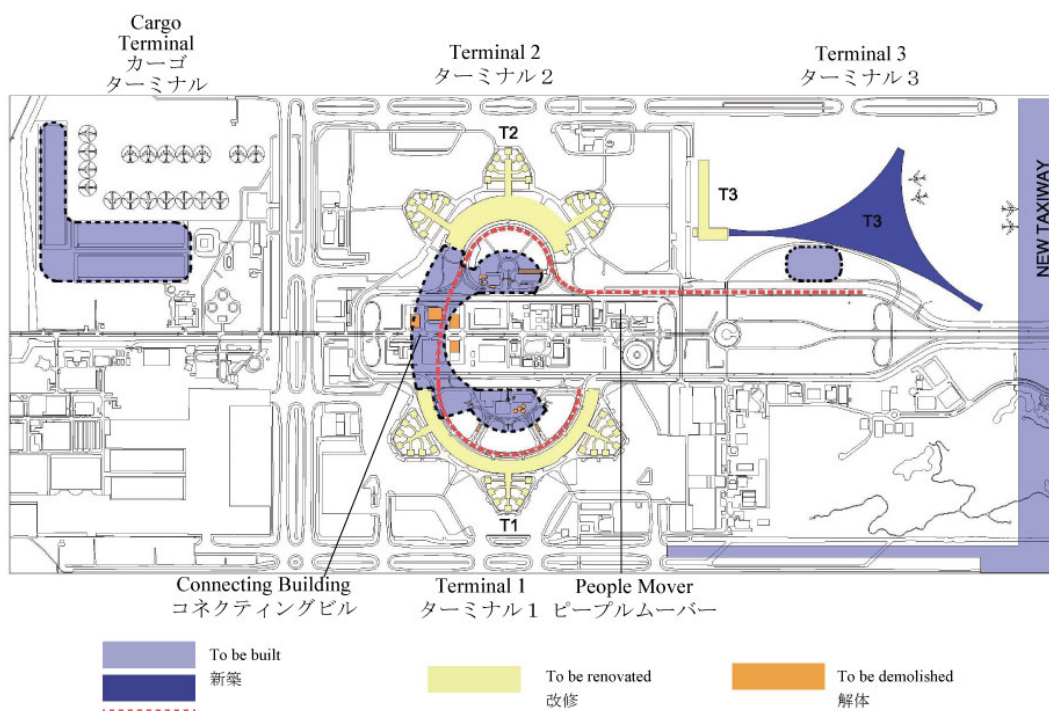 Cargo
Terminal
カーゴ
ターミナル
Terminal 2
ターミナル２
Terminal 3
ターミナル３
T2
T3
T3
NEW TAXIWAY
T1
Connecting Building
コネクティングビル
Terminal 1
ターミナル１
People Mover
ピープルムーバー
To be built
新築
To be renovated
改修
To be demolished
解体